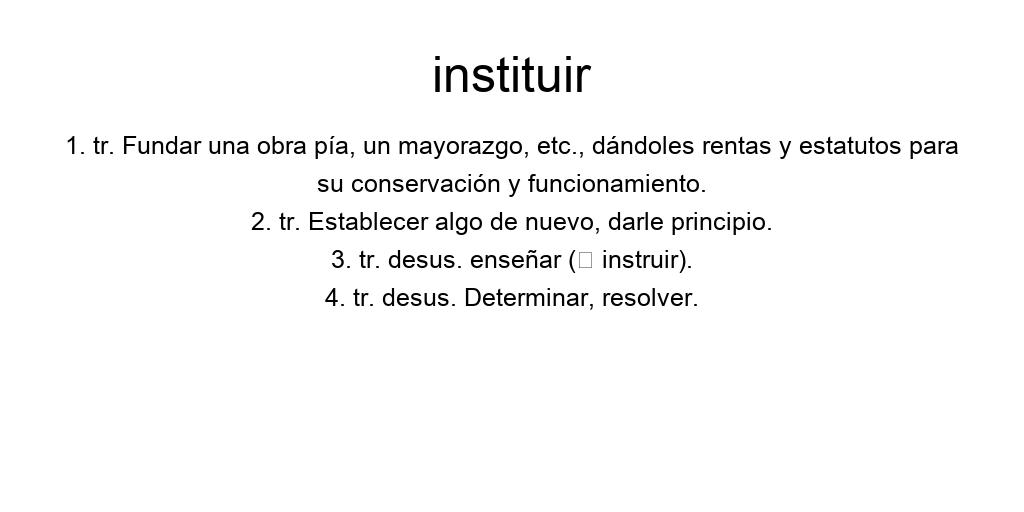 instituir
1. tr. Fundar una obra pía, un mayorazgo, etc., dándoles rentas y estatutos para
su conservación y funcionamiento.
2. tr. Establecer algo de nuevo, darle principio.
3. tr. desus. enseñar (□ instruir).
4. tr. desus. Determinar, resolver.